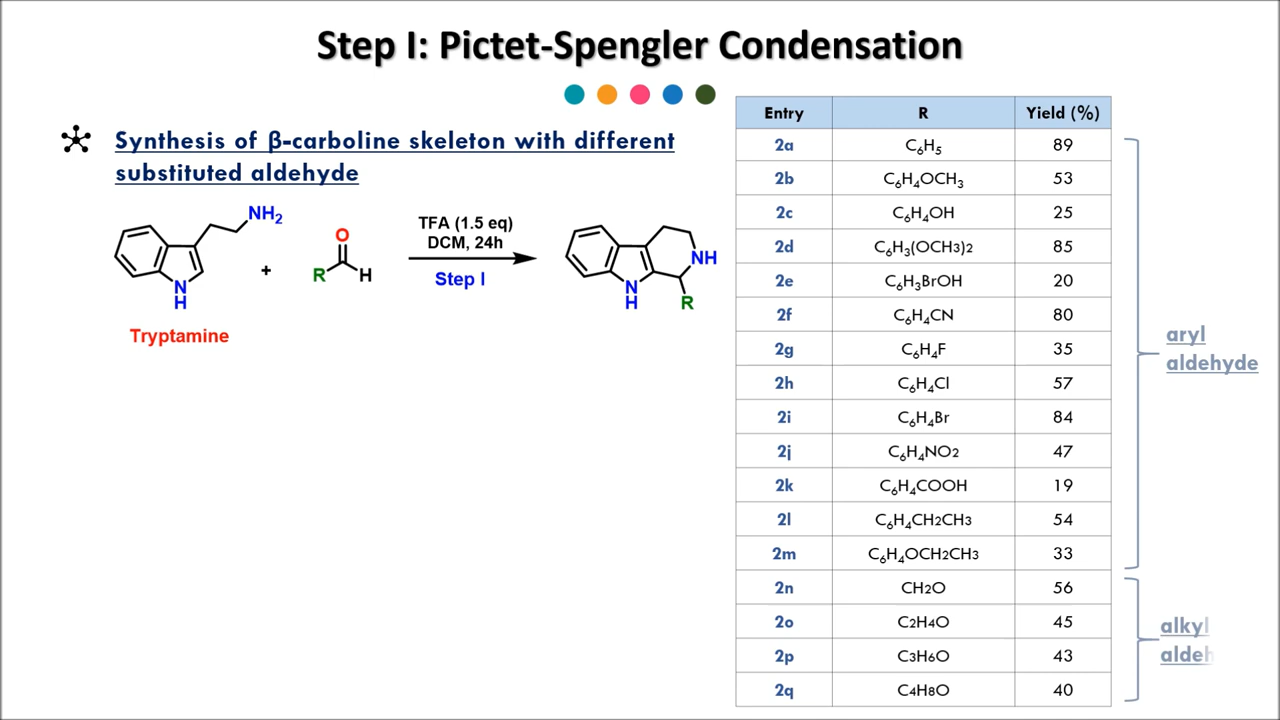 Step I: Pictet-Spengler Condensation
Synthesis of β-carboline skeleton with different
substituted aldehyde
NH₂
N
H
Tryptamine
+
O
R
H
TFA (1.5 eq)
DCM, 24h
Step I
NH
N
H
R
Entry R Yield (%)
2a C₆H₅ 89
2b C₆H₄OCH₃ 53
2c C₆H₄OH 25
2d C₆H₃(OCH3)2 85
2e C₆H₃BrOH 20
2f C₆H₄CN 80
2g C₆H₄F 35
2h C₆H₄Cl 57
2i C₆H₄Br 84
2j C₆H₄NO2 47
2k C₆H₄COOH 19
2l C₆H₄CH2CH3 54
2m C₆H₄OCH2CH3 33
2n CH2O 56
2o C2H4O 45
2p C3H6O 43
2q C4H8O 40
aryl
aldehyde
alkyl
aldeh